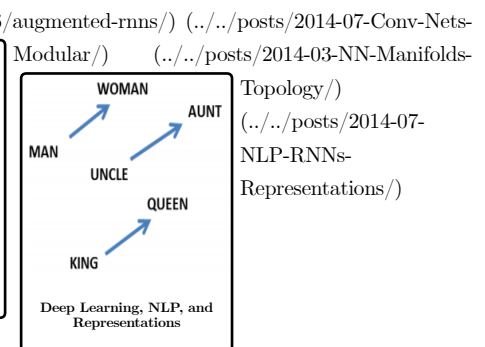 6/augmented-rnns/) (../../posts/2014-07-Conv-Nets-
Modular/) (../../posts/2014-03-NN-Manifolds-
Topology/)
(../../posts/2014-07-
NLP-RNNs-
Representations/)
WOMAN
AUNT
MAN
UNCLE
QUEEN
KING
Deep Learning, NLP, and
Representations